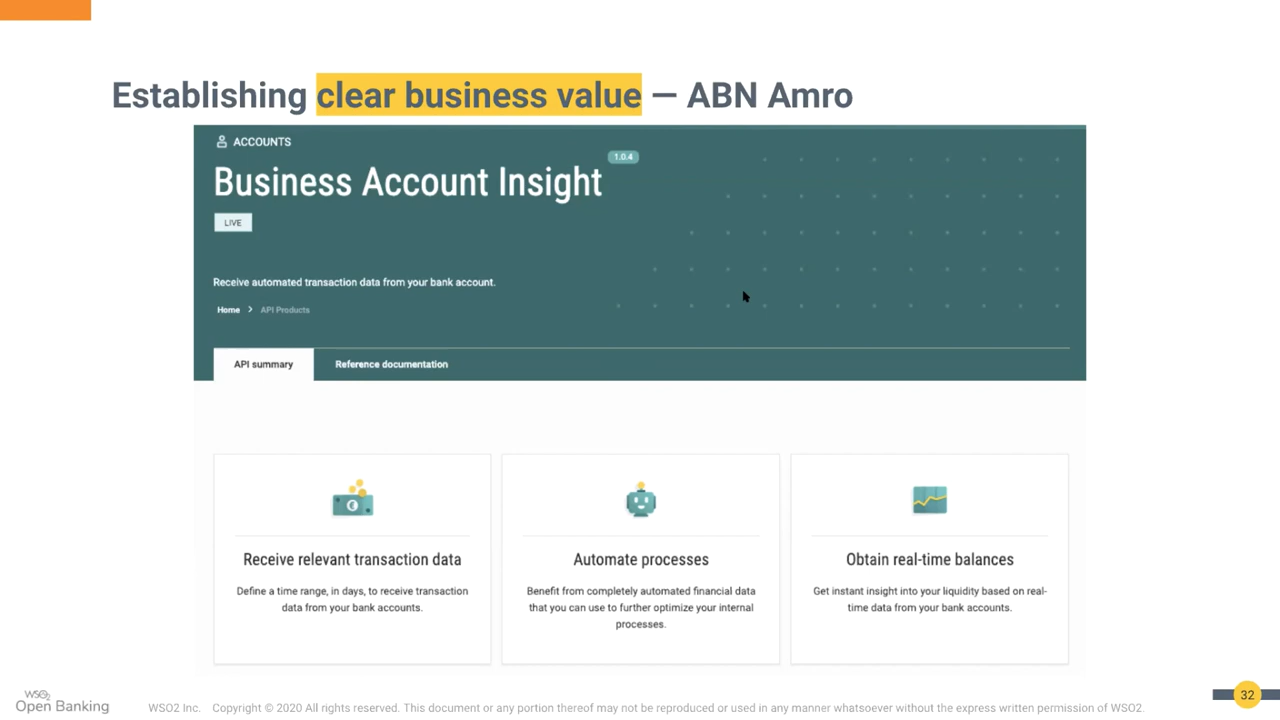 Establishing clear business value — ABN Amro
ACCOUNTS
1.0.4
Business Account Insight
LIVE
Receive automated transaction data from your bank account.
Home > API Products
API summary
Reference documentation
€
Receive relevant transaction data
Define a time range, in days, to receive transaction
data from your bank accounts.
Automate processes
Benefit from completely automated financial data
that you can use to further optimize your internal
processes.
Obtain real-time balances
Get instant insight into your liquidity based on real-
time data from your bank accounts.
WSO2
Open Banking
WSO2 Inc. Copyright © 2020 All rights reserved. This document or any portion thereof may not be reproduced or used in any manner whatsoever without the express written permission of WSO2.
32